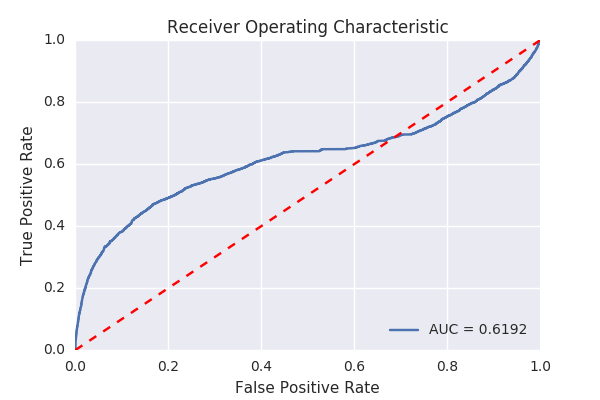 Receiver Operating Characteristic
1.0
0.8
0.6
0.4
0.2
0.0
True Positive Rate
AUC = 0.6192
0.0 0.2 0.4 0.6 0.8 1.0
False Positive Rate